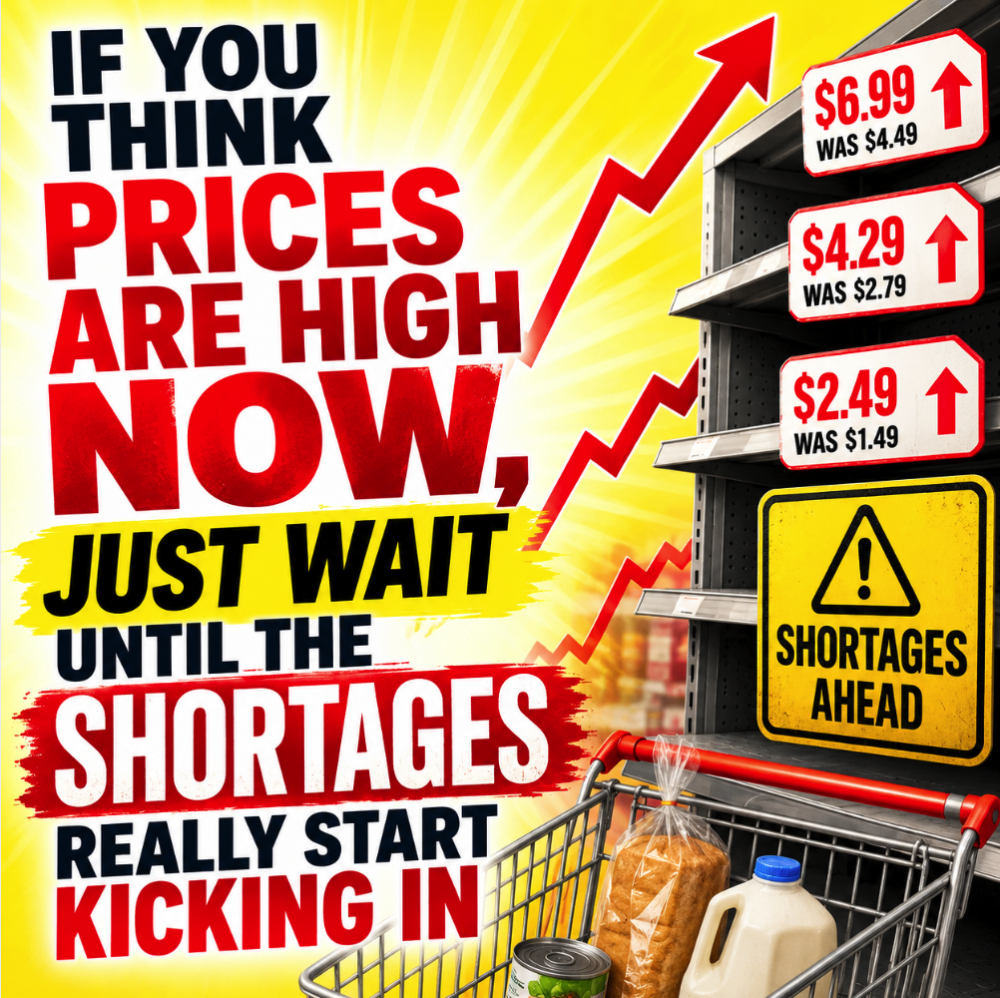 IF YOU
THINK
PRICES
ARE HIGH
NOW,
JUST WAIT
UNTIL THE
SHORTAGES
REALLY START
KICKING IN
$6.99
WAS $4.49
$4.29
WAS $2.79
$2.49
WAS $1.49
SHORTAGES
AHEAD